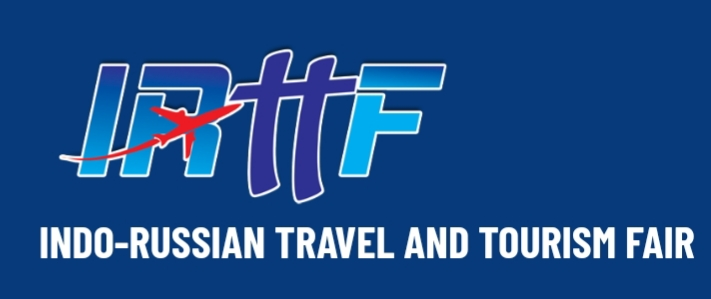 IRttF
INDO-RUSSIAN TRAVEL AND TOURISM FAIR